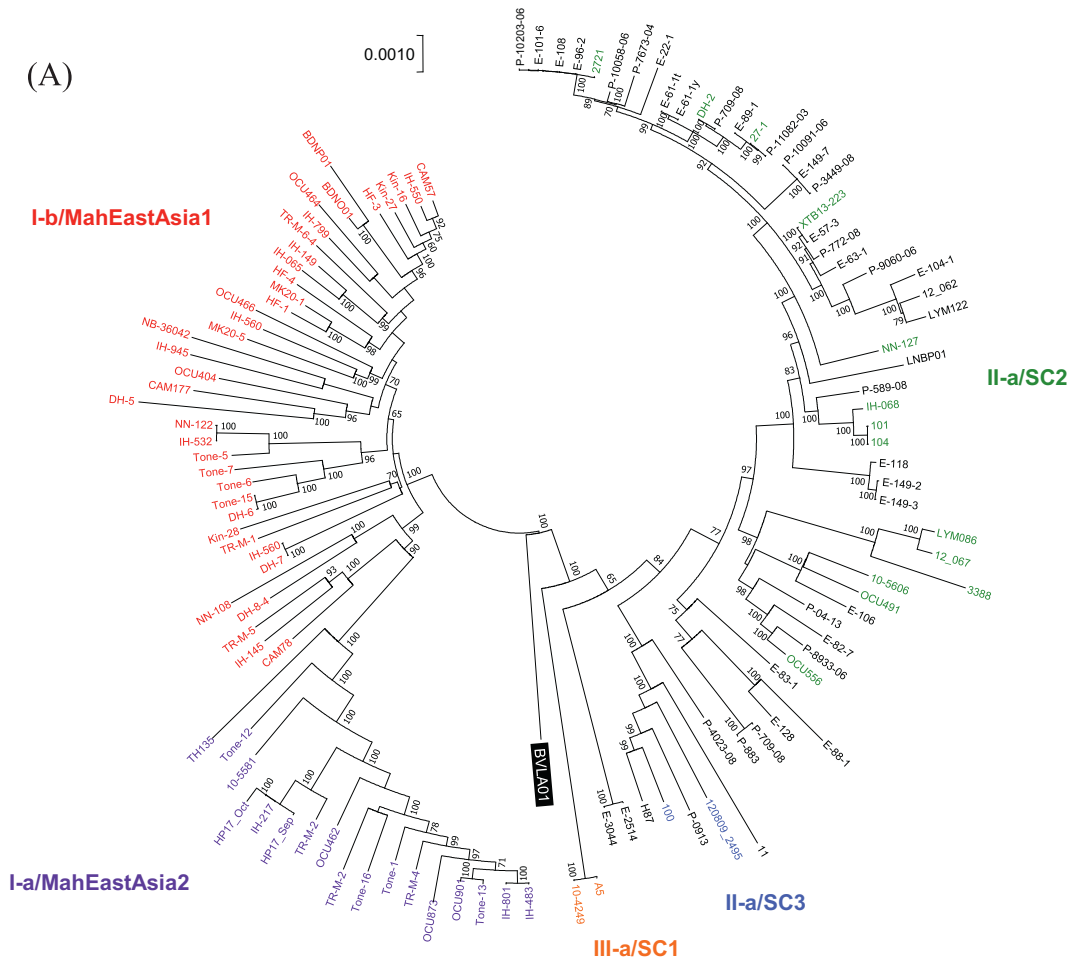 (A)
0.0010
P-10203-06
E-101-6
E-108
E-96-2
2721
P-10058-06
P-7673-04
E-22-1
E-61-1t
E-61-1y
DH-2
P-709-08
E-89-1
27-1
P-11082-03
P-10091-06
E-149-7
P-3449-08
XTB13-223
E-57-3
P-772-08
E-63-1
P-9060-06
E-104-1
12_062
LYM122
NN-127
LNBP01
II-a/SC2
P-589-08
IH-068
101
104
E-118
E-149-2
E-149-3
LYM086
12_067
3388
10-5606
OCU491
E-106
P-04-13
E-82-7
P-8933-06
OCU556
E-83-1
E-88-1
E-128
P-709-08
P-883
P-4023-08
11
120809_2495
P-0913
100
H87
II-a/SC3
E-2514
E-3044
A5
10-4249
III-a/SC1
BVLA01
IH-483
IH-801
Tone-13
OCU901
OCU873
TR-M-4
Tone-1
Tone-16
TR-M-2
OCU462
TR-M-2
HP17_Sep
IH-217
HP17_Oct
10-5581
Tone-12
TH135
I-a/MahEastAsia2
CAM78
IH-145
TR-M-5
DH-8-4
NN-108
DH-7
IH-560
TR-M-1
Kin-28
DH-6
Tone-15
Tone-6
Tone-7
Tone-5
IH-532
NN-122
DH-5
CAM177
OCU404
IH-945
NB-36042
MK20-5
IH-560
OCU466
HF-1
MK20-1
HF-4
IH-065
IH-149
TR-M-6-4
IH-799
OCU464
BDNO01
BDNP01
HF-3
Kin-27
Kin-16
IH-550
CAM57
I-b/MahEastAsia1